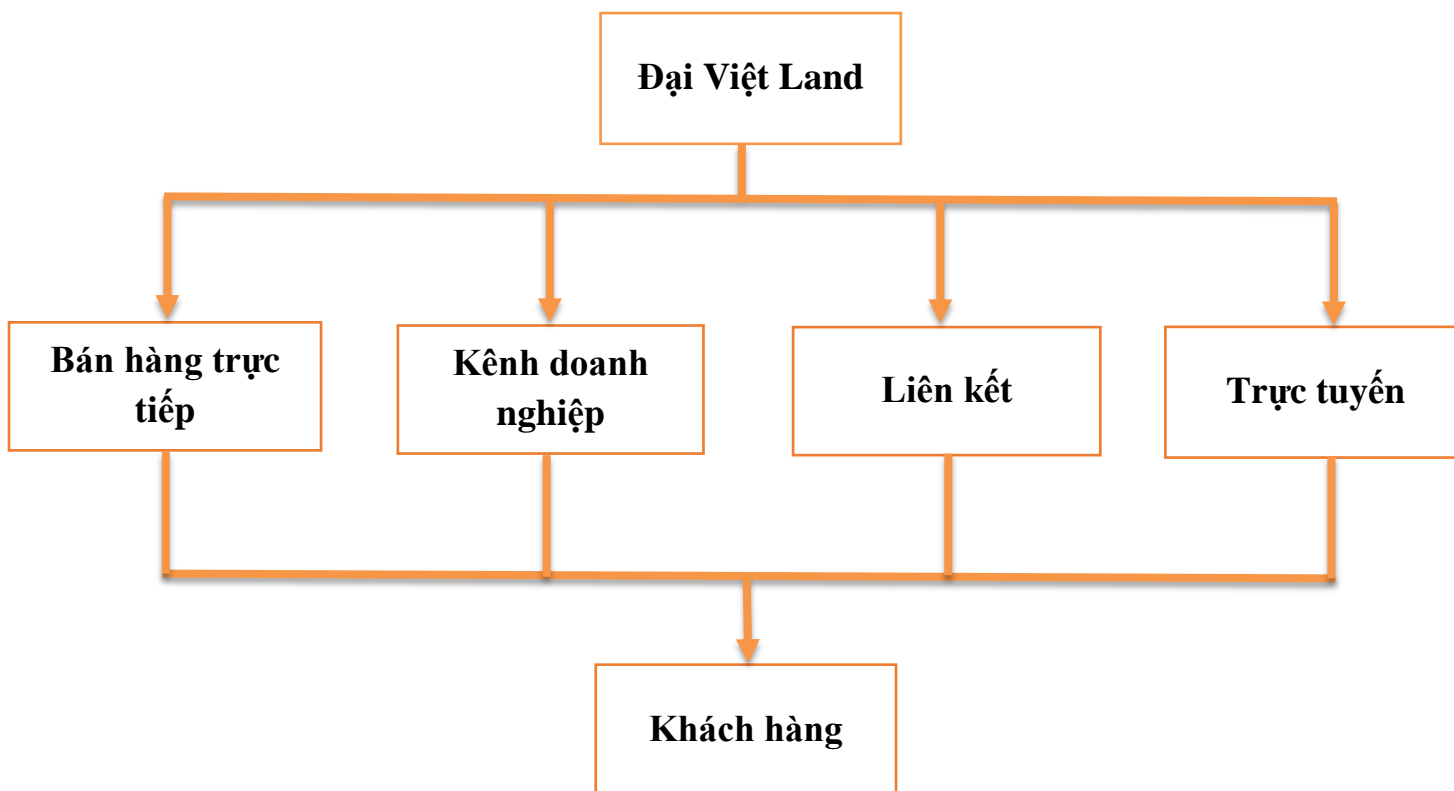 Đại Việt Land
Bán hàng trực
tiếp
Kênh doanh
nghiệp
Liên kết
Trực tuyến
Khách hàng